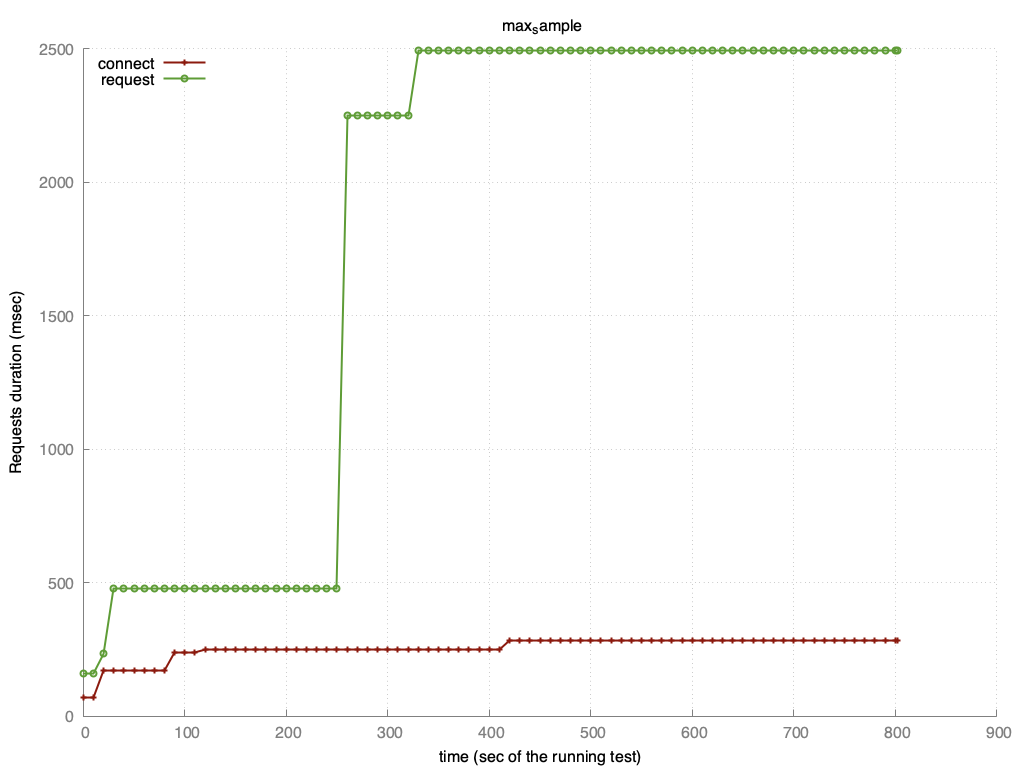 max_sample
connect
request
2500
2000
1500
1000
500
0
Requests duration (msec)
0 100 200 300 400 500 600 700 800 900
time (sec of the running test)